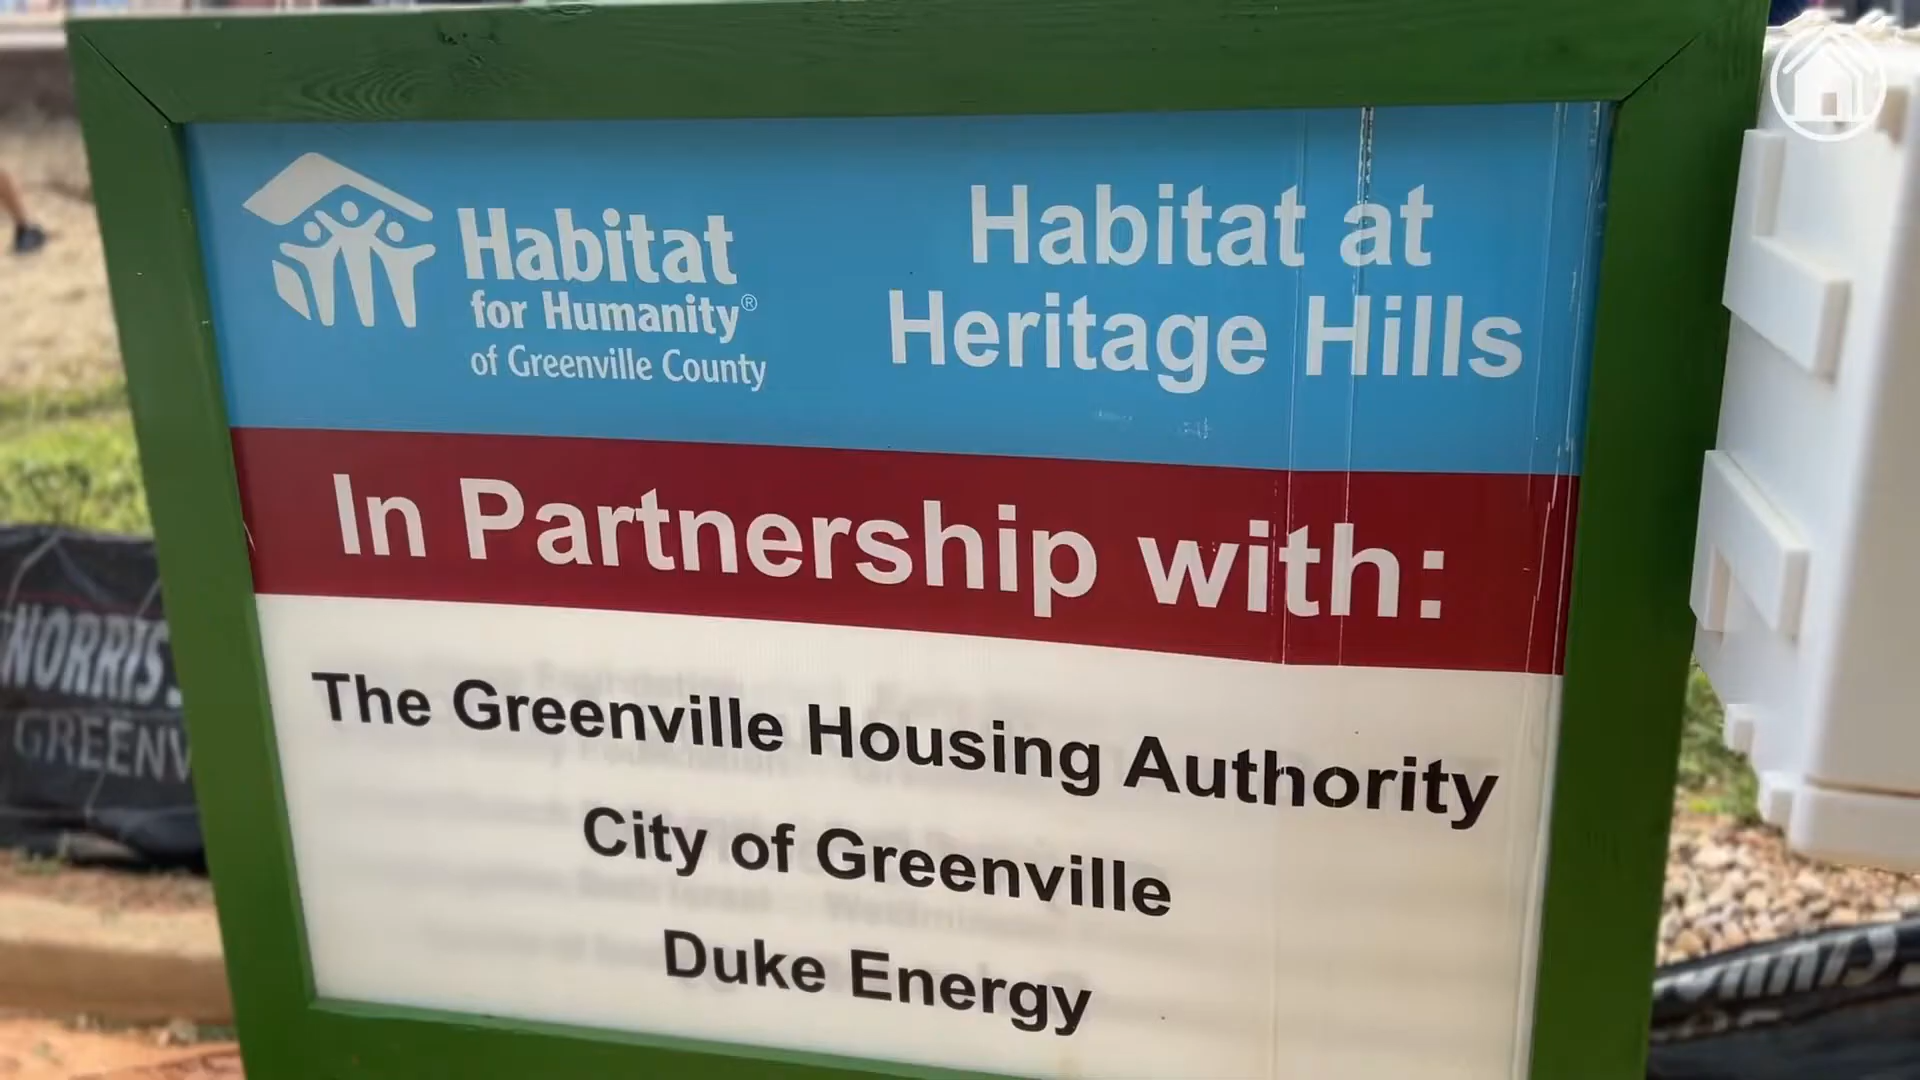 Habitat
for Humanity®
of Greenville County
Habitat at
Heritage Hills
In Partnership with:
The Greenville Housing Authority
City of Greenville
Duke Energy
NORRIS
GREENV